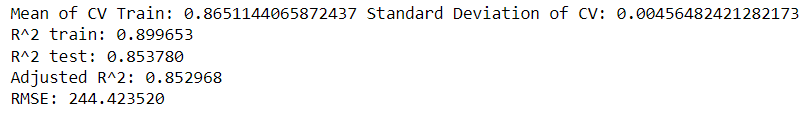 Mean of CV Train: 0.8651144065872437 Standard Deviation of CV: 0.00456482421282173
R^2 train: 0.899653
R^2 test: 0.853780
Adjusted R^2: 0.852968
RMSE: 244.423520